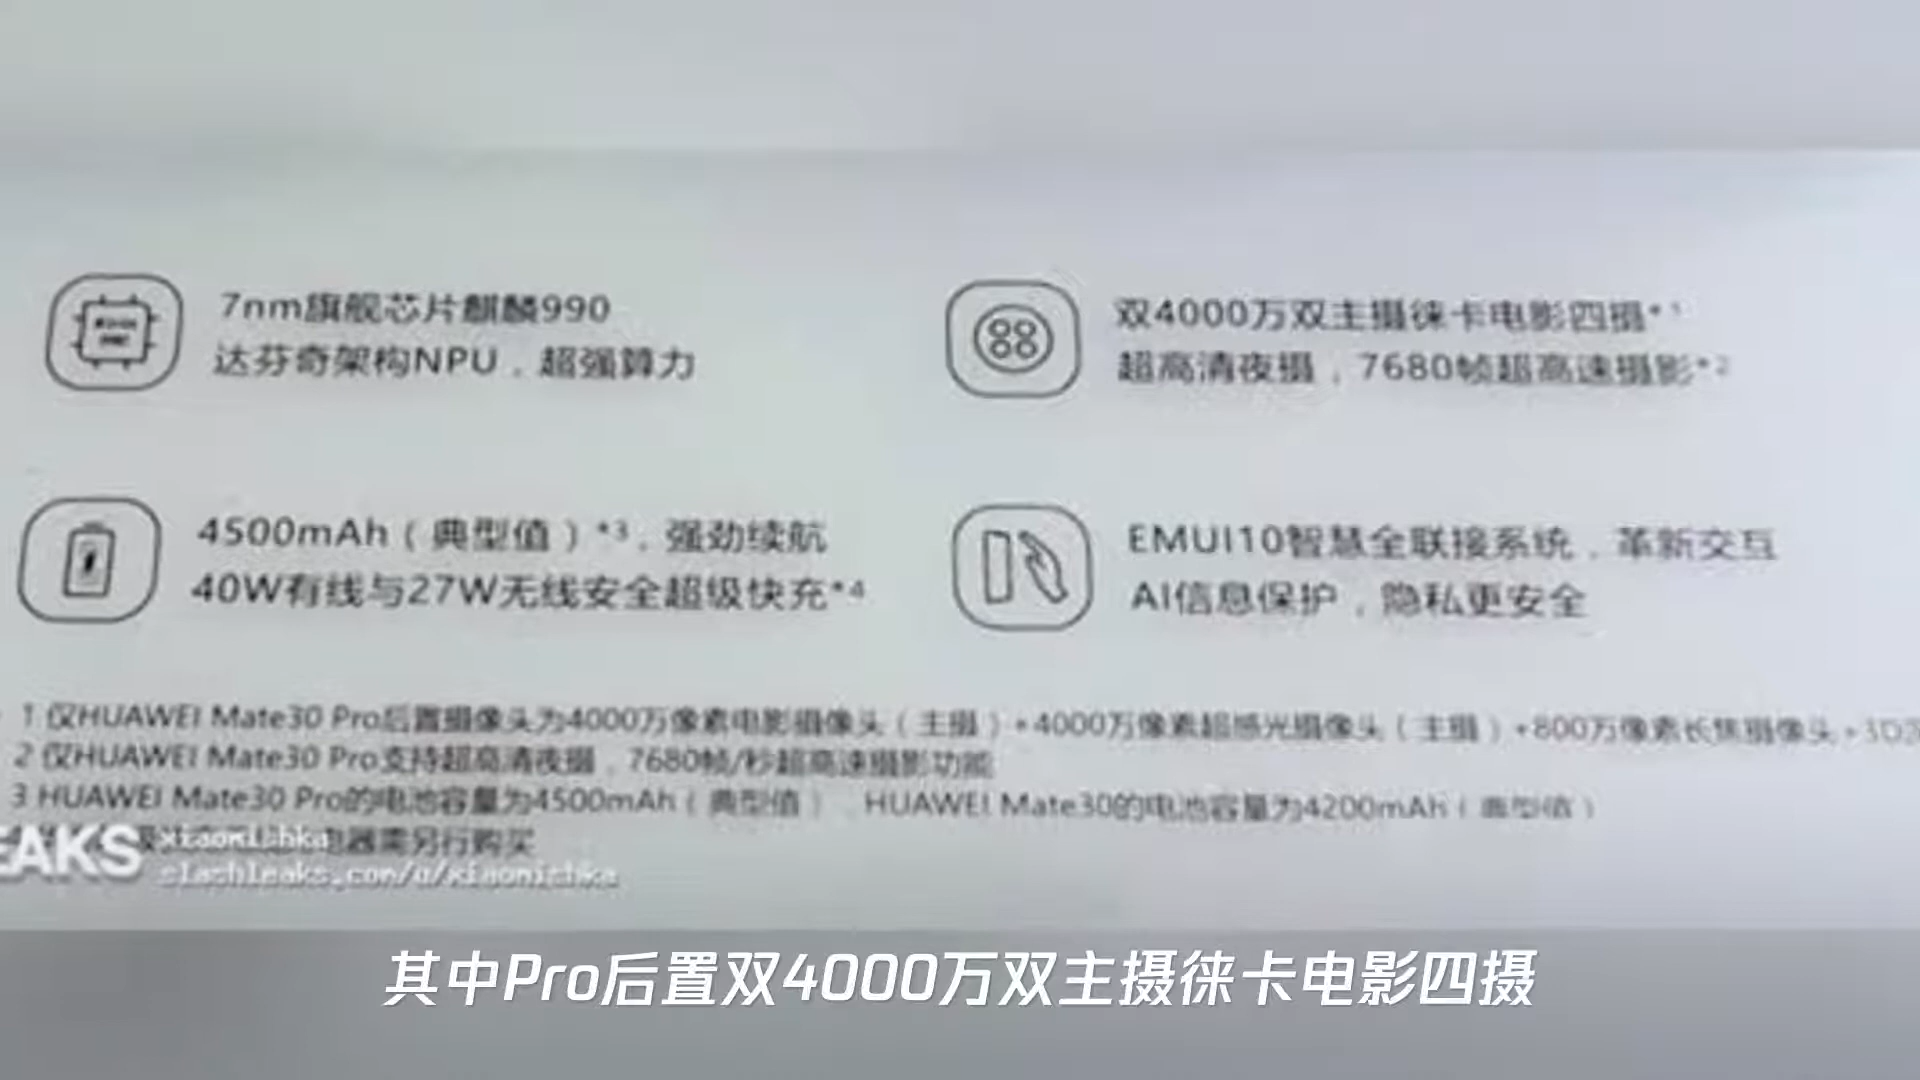 7nm旗舰芯片麒麟990
达芬奇架构NPU，超强算力
双4000万双主摄徕卡电影四摄*1
超高清夜摄，7680帧超高速摄影*2
4500mAh（典型值）*3，强劲续航
40W有线与27W无线安全超级快充*4
EMUI10智慧全联接系统，革新交互
AI信息保护，隐私更安全
1 仅HUAWEI Mate30 Pro后置摄像头为4000万像素电影摄像头（主摄）+4000万像素超感光摄像头（主摄）+800万像素长焦摄像头+3D深
2 仅HUAWEI Mate30 Pro支持超高清夜摄，7680帧/秒超高速摄影功能
3 HUAWEI Mate30 Pro的电池容量为4500mAh（典型值），HUAWEI Mate30的电池容量为4200mAh（典型值）
电器需另行购买
EAKS
xiaomishka
slashleaks.com/u/xiaomishka
其中Pro后置双4000万双主摄徕卡电影四摄